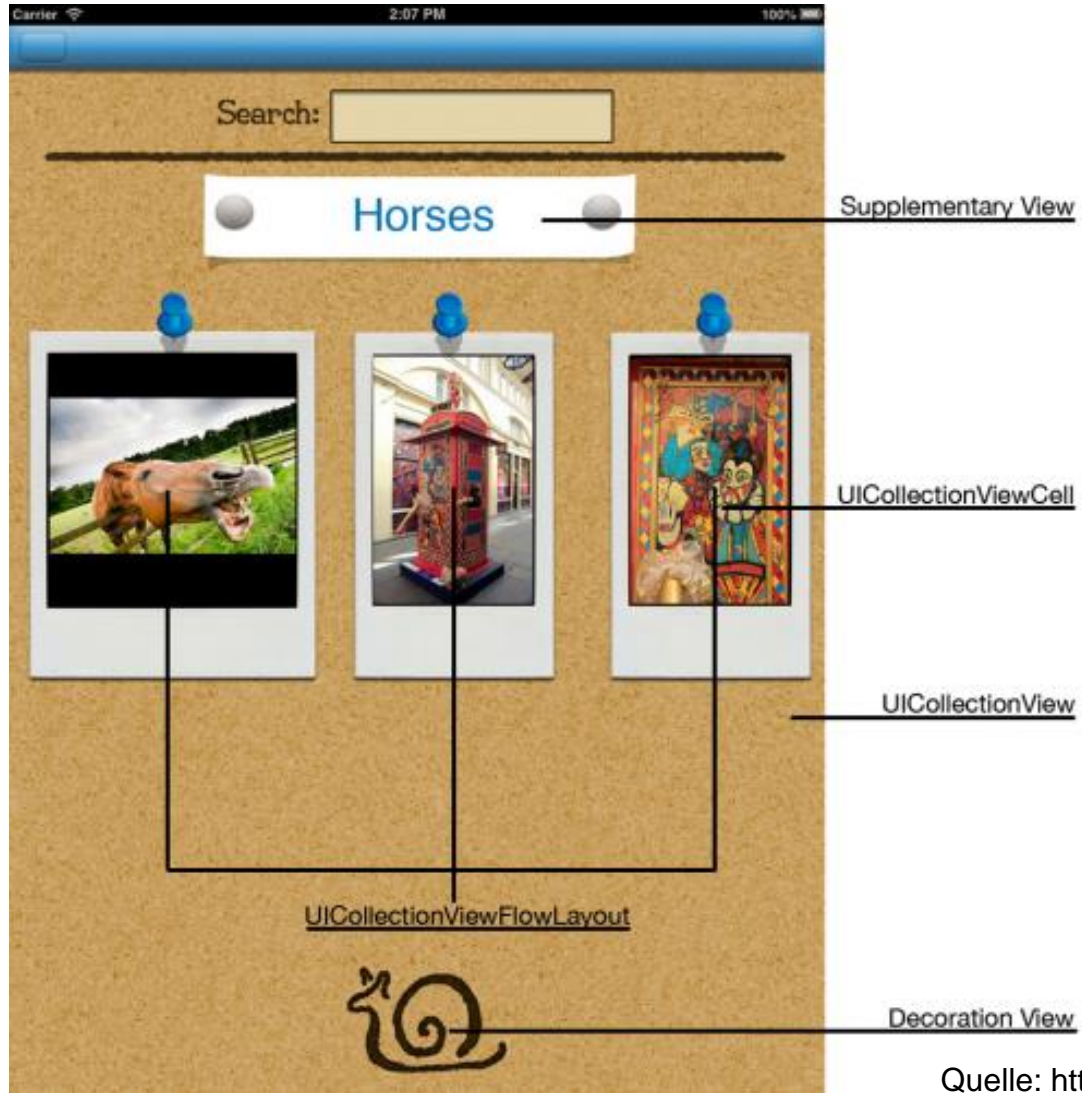 Carrier 2:07 PM 100%
Search:
Horses
Supplementary View
UICollectionViewCell
UICollectionView
UICollectionViewFlowLayout
Decoration View
Quelle: htt